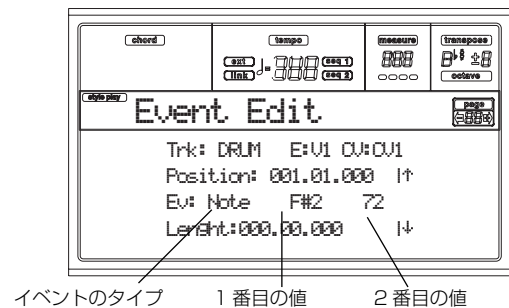 chord tempo measure transpose
ext seq 1
link seq 2
octave
style play
Event Edit
page
Trk: DRUM E:V1 CV:CV1
Position: 001.01.000
Ev: Note F#2 72
Lenght:000.00.000
イベントのタイプ 1 番目の値 2 番目の値